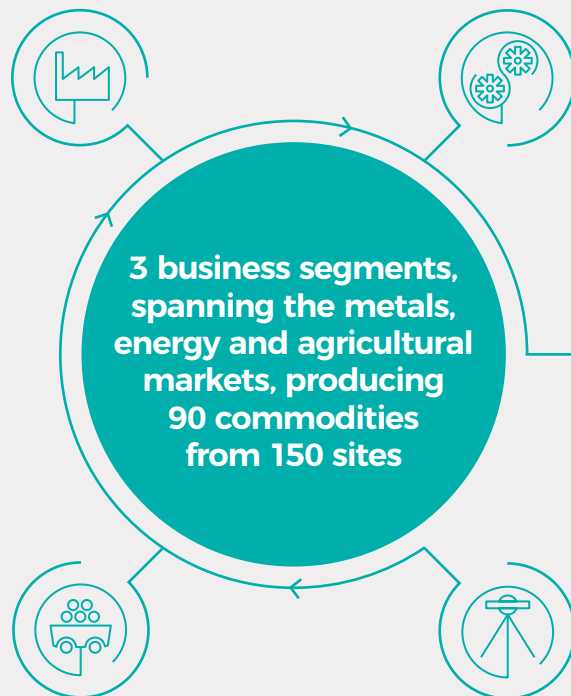 3 business segments,
spanning the metals,
energy and agricultural
markets, producing
90 commodities
from 150 sites